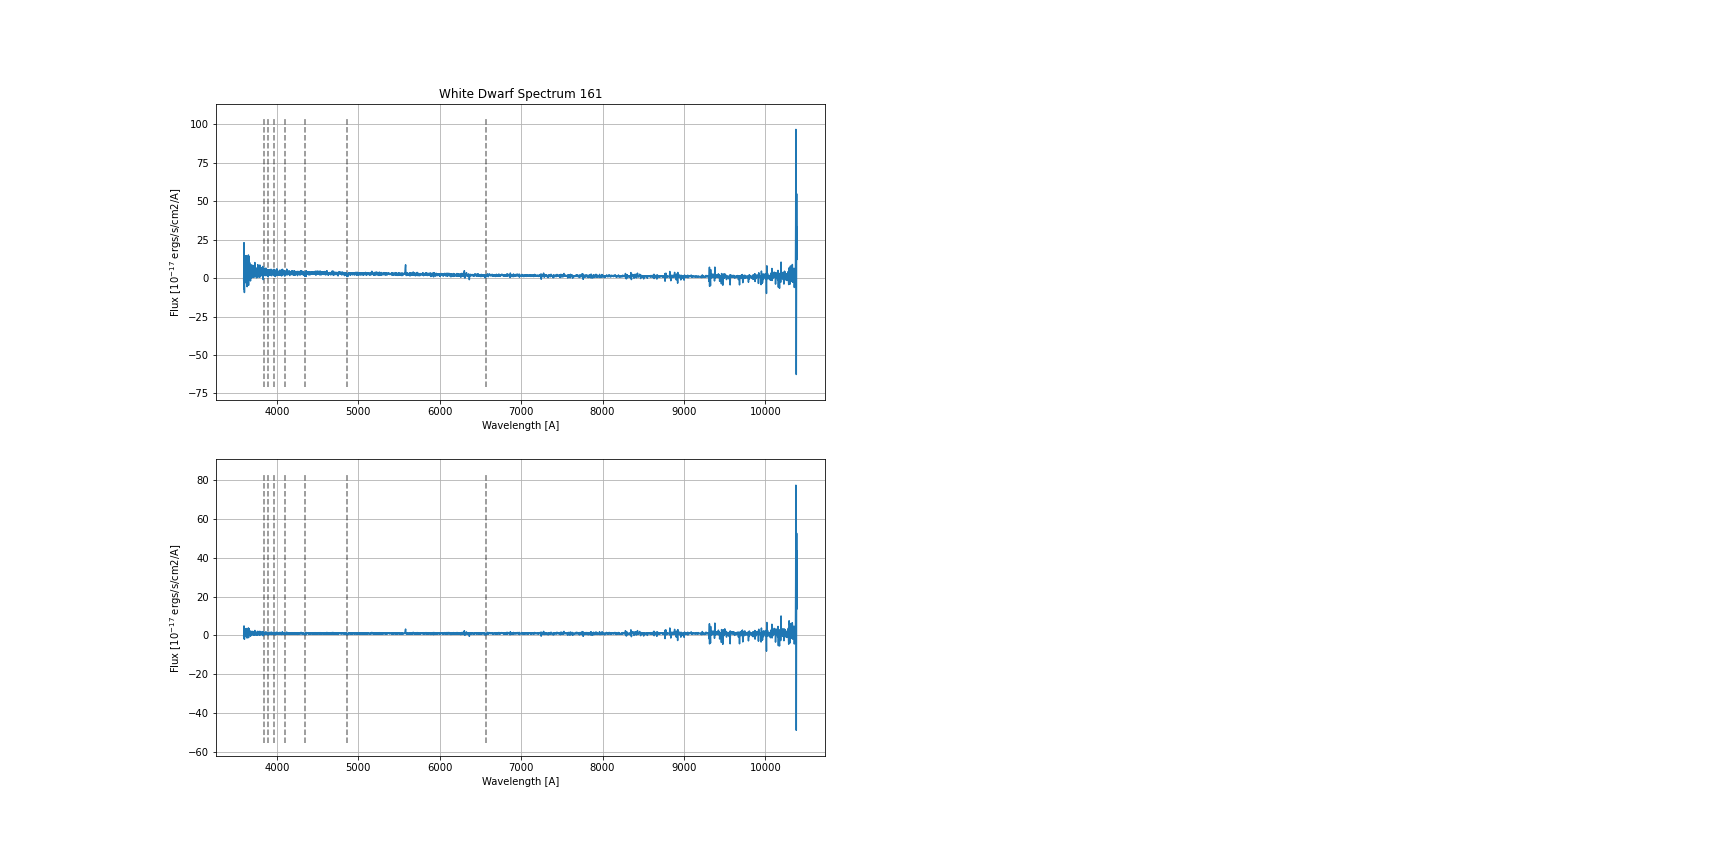 White Dwarf Spectrum 161
100
75
50
25
0
−25
−50
−75
Flux [10⁻¹⁷ ergs/s/cm2/A]
4000 5000 6000 7000 8000 9000 10000
Wavelength [A]
80
60
40
20
0
−20
−40
−60
Flux [10⁻¹⁷ ergs/s/cm2/A]
4000 5000 6000 7000 8000 9000 10000
Wavelength [A]